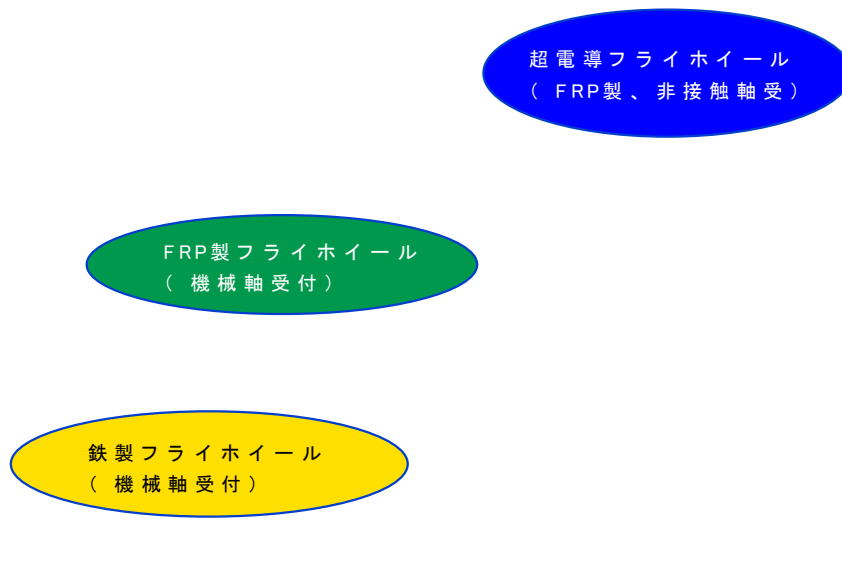 超電導フライホイール
（FRP製、非接触軸受）
FRP製フライホイール
（機械軸受付）
鉄製フライホイール
（機械軸受付）